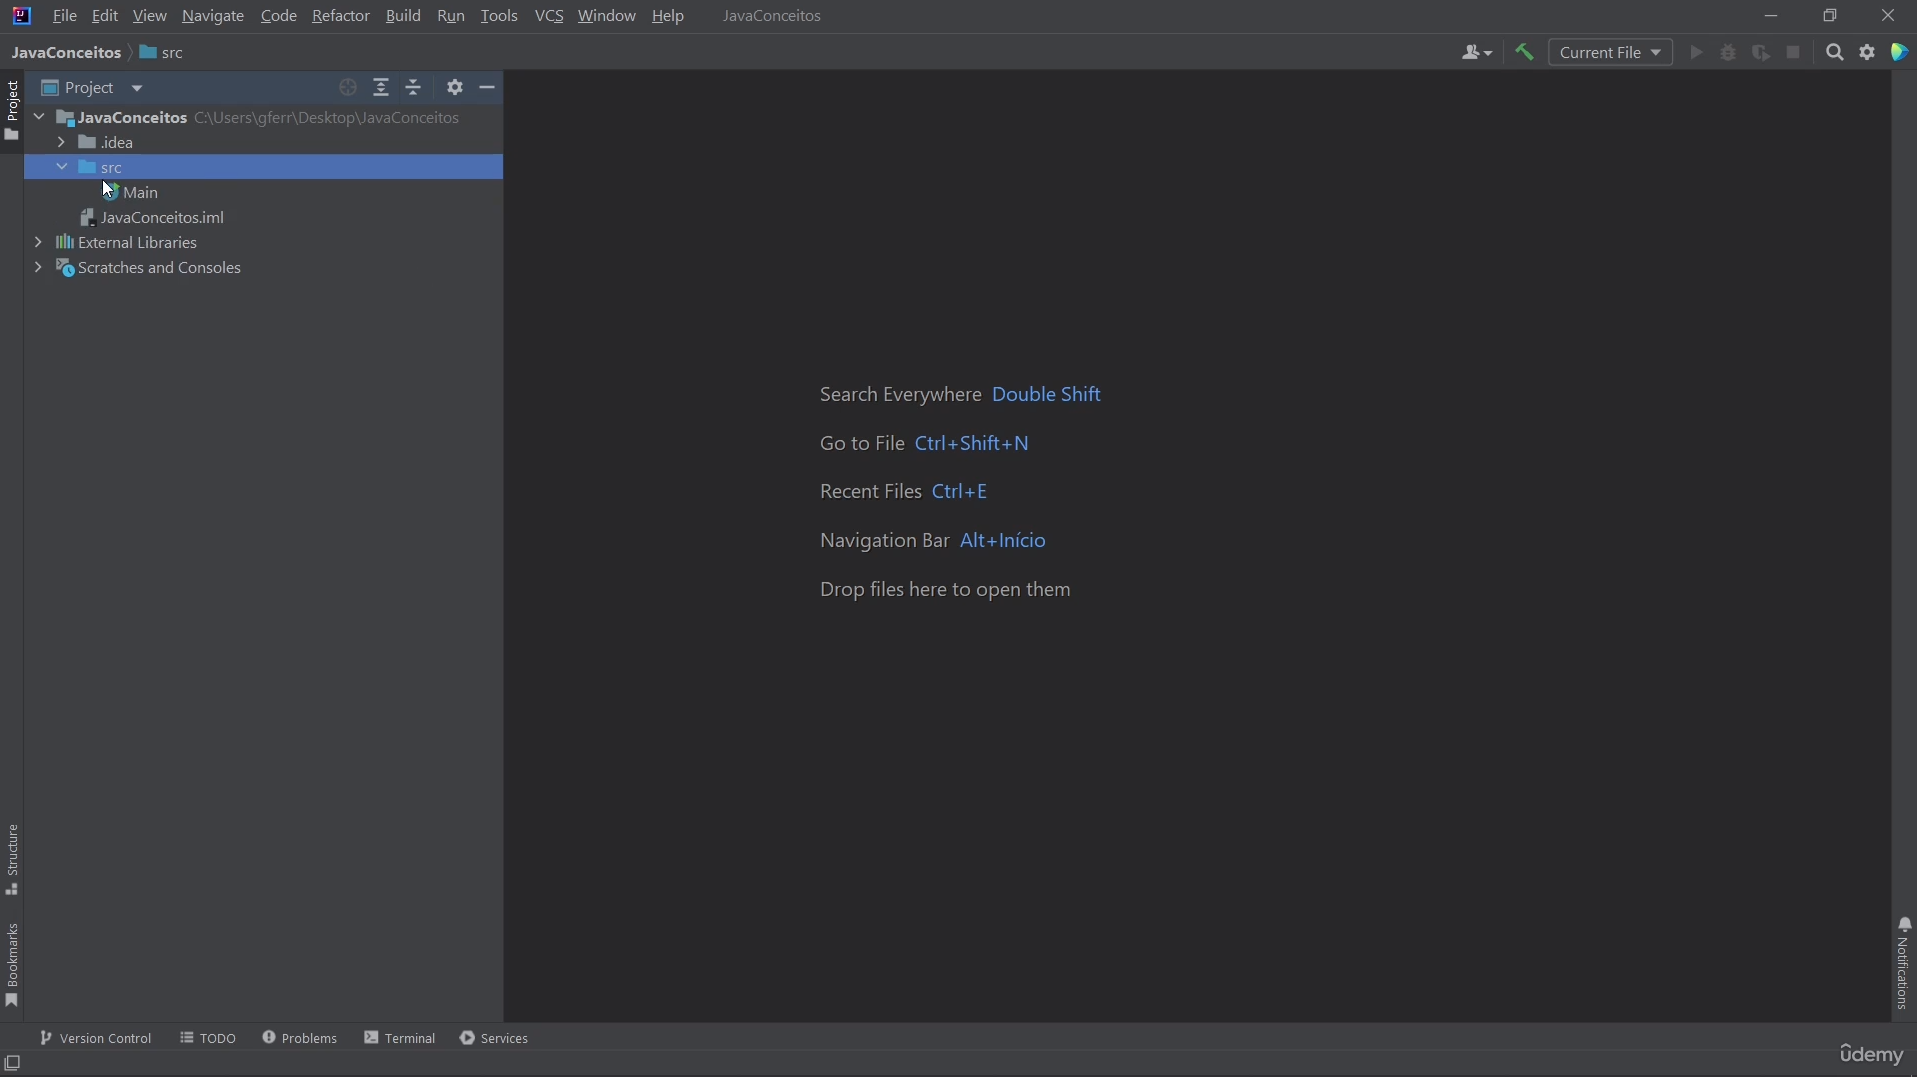 File Edit View Navigate Code Refactor Build Run Tools VCS Window Help JavaConceitos
JavaConceitos src
Current File
Project
Project
JavaConceitos C:\Users\gferr\Desktop\JavaConceitos
.idea
src
Main
JavaConceitos.iml
External Libraries
Scratches and Consoles
Search Everywhere Double Shift
Go to File Ctrl+Shift+N
Recent Files Ctrl+E
Navigation Bar Alt+Início
Drop files here to open them
Structure
Bookmarks
Notifications
Version Control TODO Problems Terminal Services
ûdemy